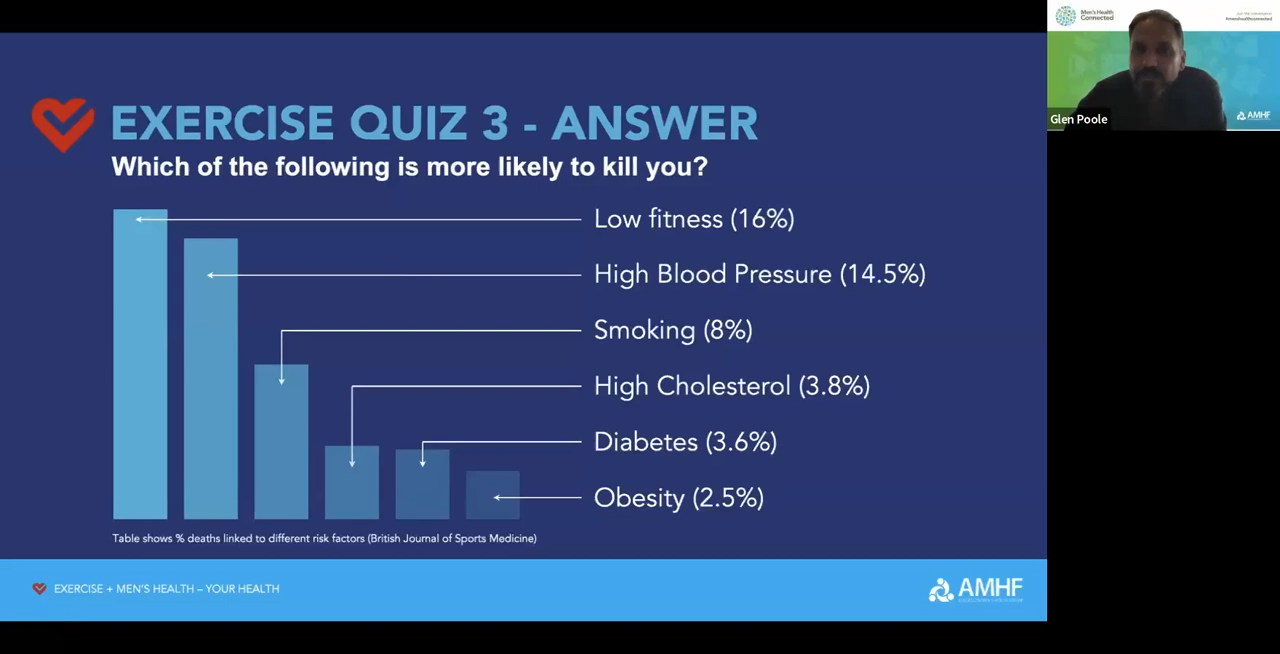 EXERCISE QUIZ 3 - ANSWER
Which of the following is more likely to kill you?
Low fitness (16%)
High Blood Pressure (14.5%)
Smoking (8%)
High Cholesterol (3.8%)
Diabetes (3.6%)
Obesity (2.5%)
Table shows % deaths linked to different risk factors (British Journal of Sports Medicine)
EXERCISE + MEN'S HEALTH – YOUR HEALTH
AMHF
Men's Health
Connected
#menshealthconnected
AMHF
Glen Poole